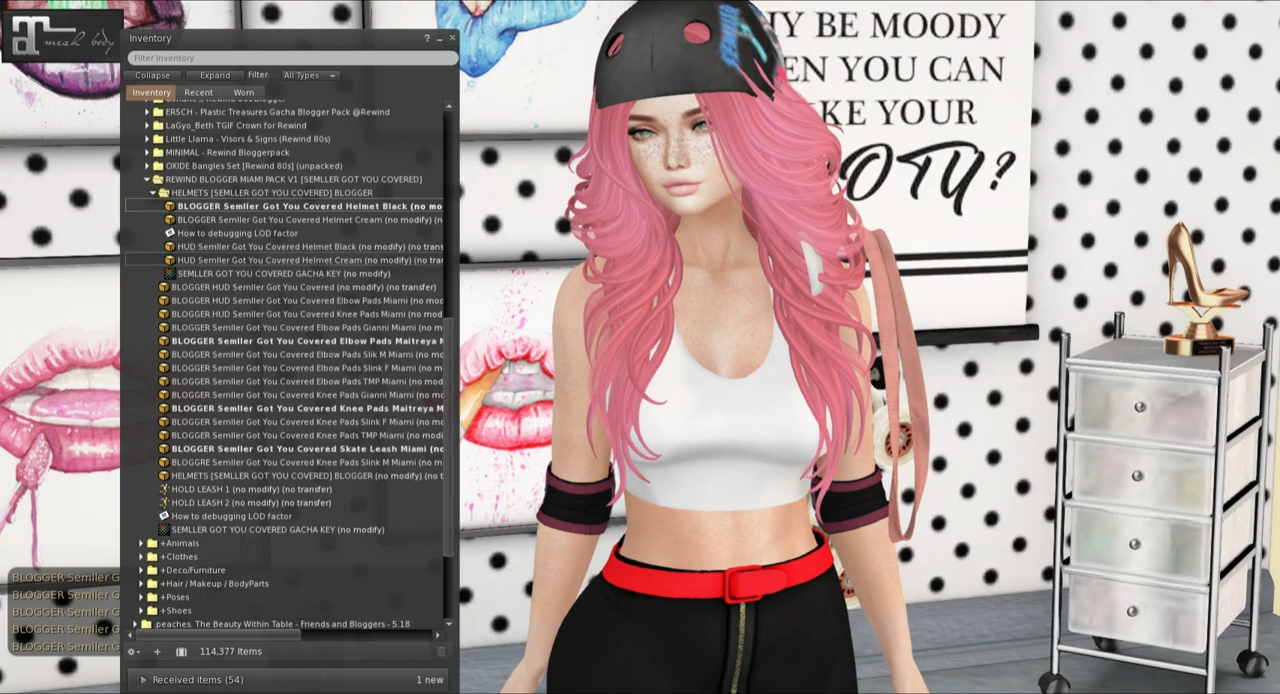 mesh body
Inventory
? _ ×
Filter Inventory
Collapse Expand Filter: All Types
Inventory Recent Worn
ERSCH - Plastic Treasures Gacha Blogger Pack @Rewind
LaGyo_Beth TGIF Crown for Rewind
Little Llama - Visors & Signs (Rewind 80s)
MINIMAL - Rewind Bloggerpack
OXIDE Bangles Set [Rewind 80s] (unpacked)
REWIND BLOGGER MIAMI PACK V1 [SEMLLER GOT YOU COVERED]
HELMETS [SEMLLER GOT YOU COVERED] BLOGGER
BLOGGER Semller Got You Covered Helmet Black (no mo
BLOGGER Semller Got You Covered Helmet Cream (no modify) (n
How to debugging LOD factor
HUD Semller Got You Covered Helmet Black (no modify) (no trans
HUD Semller Got You Covered Helmet Cream (no modify) (no tra
SEMLLER GOT YOU COVERED GACHA KEY (no modify)
BLOGGER HUD Semller Got You Covered (no modify) (no transfer)
BLOGGER HUD Semller Got You Covered Elbow Pads Miami (no m
BLOGGER HUD Semller Got You Covered Knee Pads Miami (no mod
BLOGGER Semller Got You Covered Elbow Pads Gianni Miami (no m
BLOGGER Semller Got You Covered Elbow Pads Maitreya M
BLOGGER Semller Got You Covered Elbow Pads Slik M Miami (no mo
BLOGGER Semller Got You Covered Elbow Pads Slink F Miami (no m
BLOGGER Semller Got You Covered Elbow Pads TMP Miami (no mod
BLOGGER Semller Got You Covered Knee Pads Gianni Miami (no m
BLOGGER Semller Got You Covered Knee Pads Maitreya M
BLOGGER Semller Got You Covered Knee Pads Slink F Miami (no m
BLOGGER Semller Got You Covered Knee Pads TMP Miami (no modi
BLOGGER Semller Got You Covered Skate Leash Miami (no
BLOGGRE Semller Got You Covered Knee Pads Slink M Miami (no m
HELMETS [SEMLLER GOT YOU COVERED] BLOGGER (no modify) (no t
HOLD LEASH 1 (no modify) (no transfer)
HOLD LEASH 2 (no modify) (no transfer)
How to debugging LOD factor
SEMLLER GOT YOU COVERED GACHA KEY (no modify)
+Animals
+Clothes
+Deco/Furniture
+Hair / Makeup / BodyParts
+Poses
+Shoes
peaches. The Beauty Within Table - Friends and Bloggers - 5.18
114,377 Items
Received items (54) 1 new
BLOGGER Semller G
BLOGGER Semller G
BLOGGER Semller G
BLOGGER Semller G
BLOGGER Semller G
HY BE MOODY
EN YOU CAN
KE YOUR
OTY?